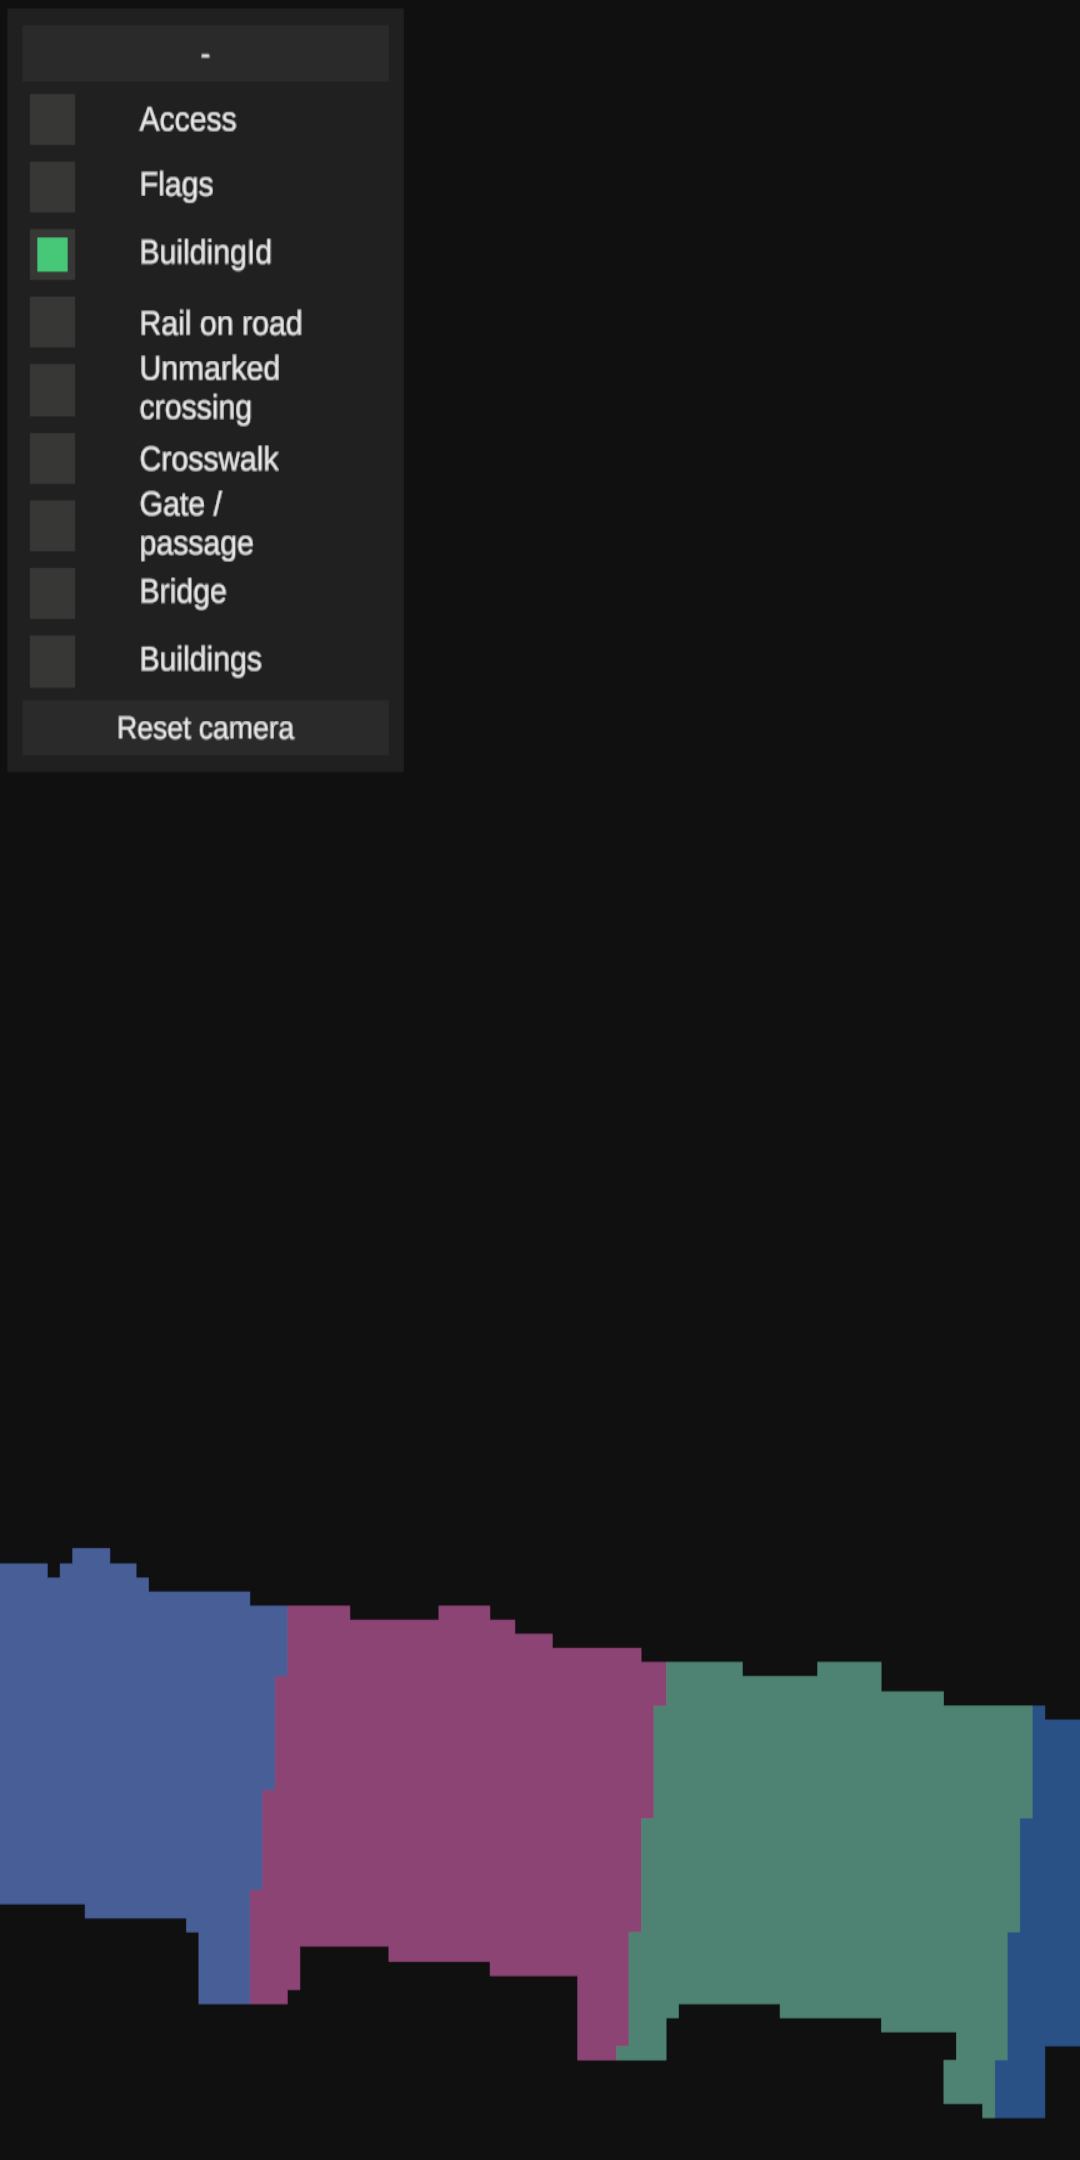 -
Access
Flags
BuildingId
Rail on road
Unmarked
crossing
Crosswalk
Gate /
passage
Bridge
Buildings
Reset camera